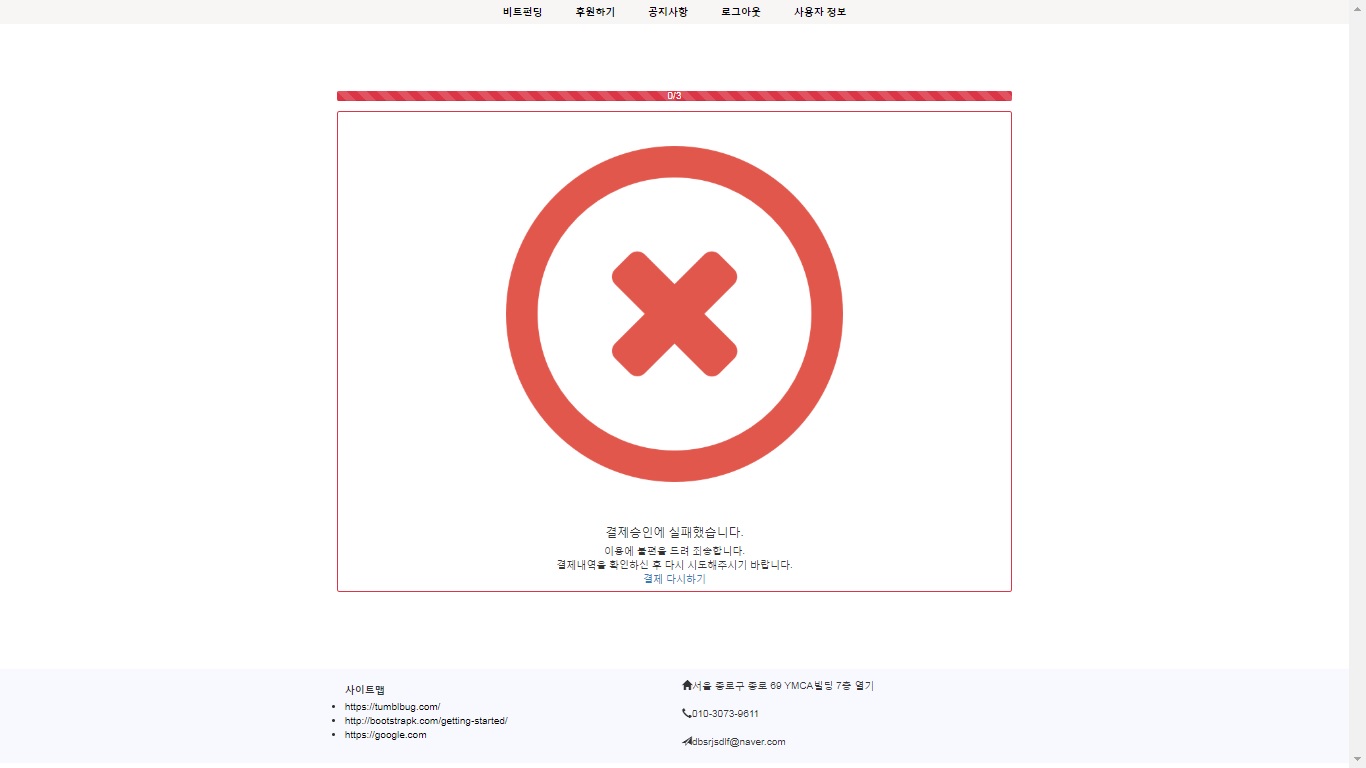 비트펀딩 후원하기 공지사항 로그아웃 사용자 정보
0/3
결제승인에 실패했습니다.
이용에 불편을 드려 죄송합니다.
결제내역을 확인하신 후 다시 시도해주시기 바랍니다.
결제 다시하기
사이트맵
https://tumblbug.com/
http://bootstrapk.com/getting-started/
https://google.com
서울 종로구 종로 69 YMCA빌딩 7층 열기
010-3073-9611
dbsrjsdlf@naver.com